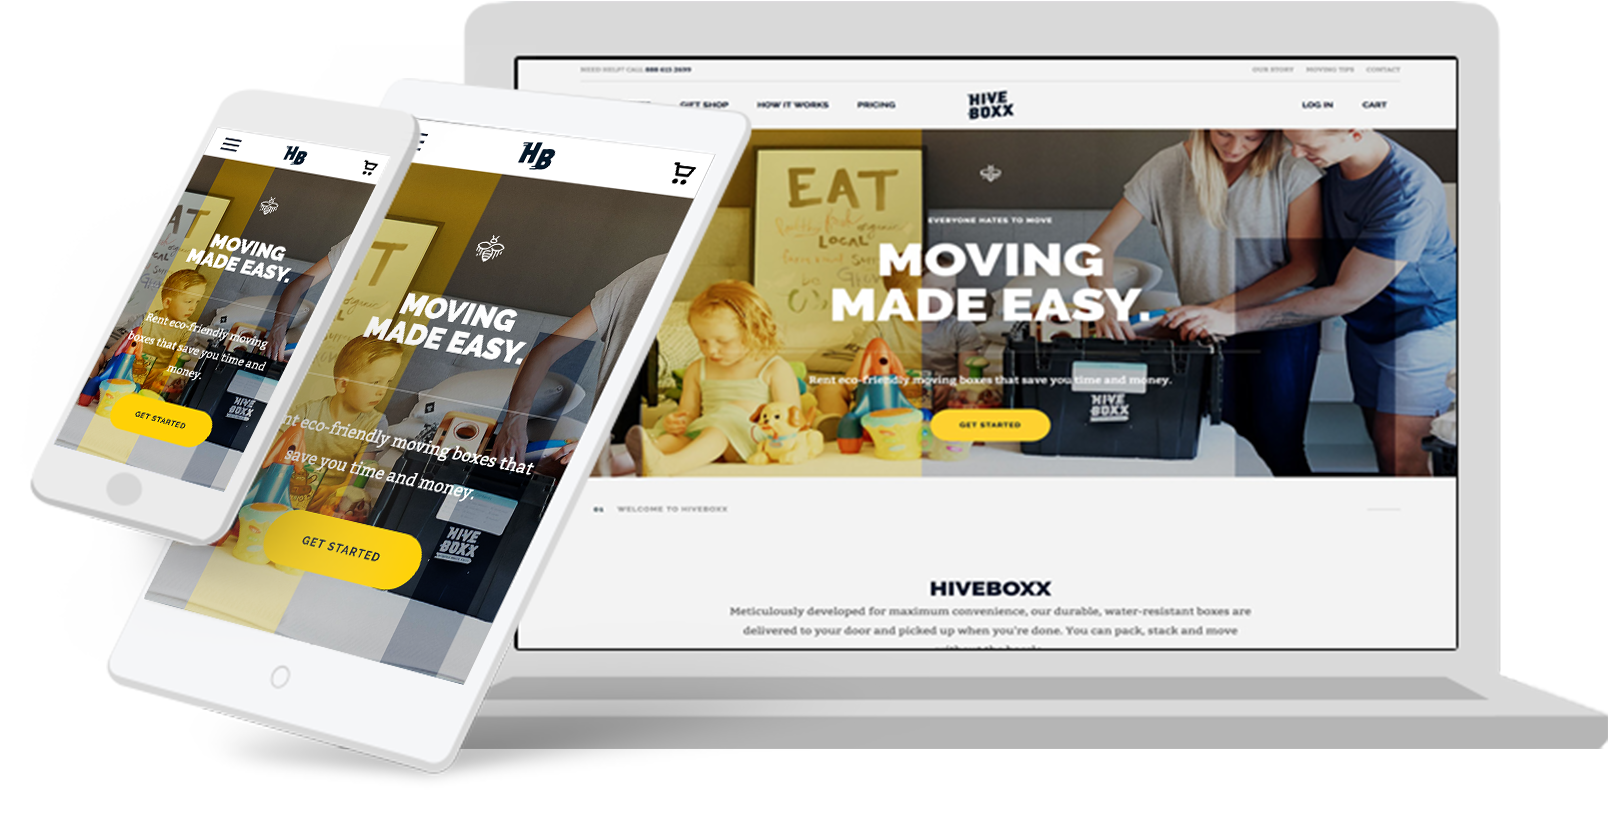 NEED HELP? CALL 888 615 2699
OUR STORY MOVING TIPS CONTACT
GIFT SHOP HOW IT WORKS PRICING
HIVE
BOXX
LOG IN CART
EAT
LOCAL
EVERYONE HATES TO MOVE
MOVING
MADE EASY.
Rent eco-friendly moving boxes that save you time and money.
GET STARTED
HIVE
BOXX
01 WELCOME TO HIVEBOXX
HIVEBOXX
Meticulously developed for maximum convenience, our durable, water-resistant boxes are
delivered to your door and picked up when you're done. You can pack, stack and move
HB
MOVING
MADE EASY.
eco-friendly moving boxes that
save you time and money.
GET STARTED
HIVE
BOXX
HB
MOVING
MADE EASY.
Rent eco-friendly moving
boxes that save you time and
money.
GET STARTED
HIVE
BOXX